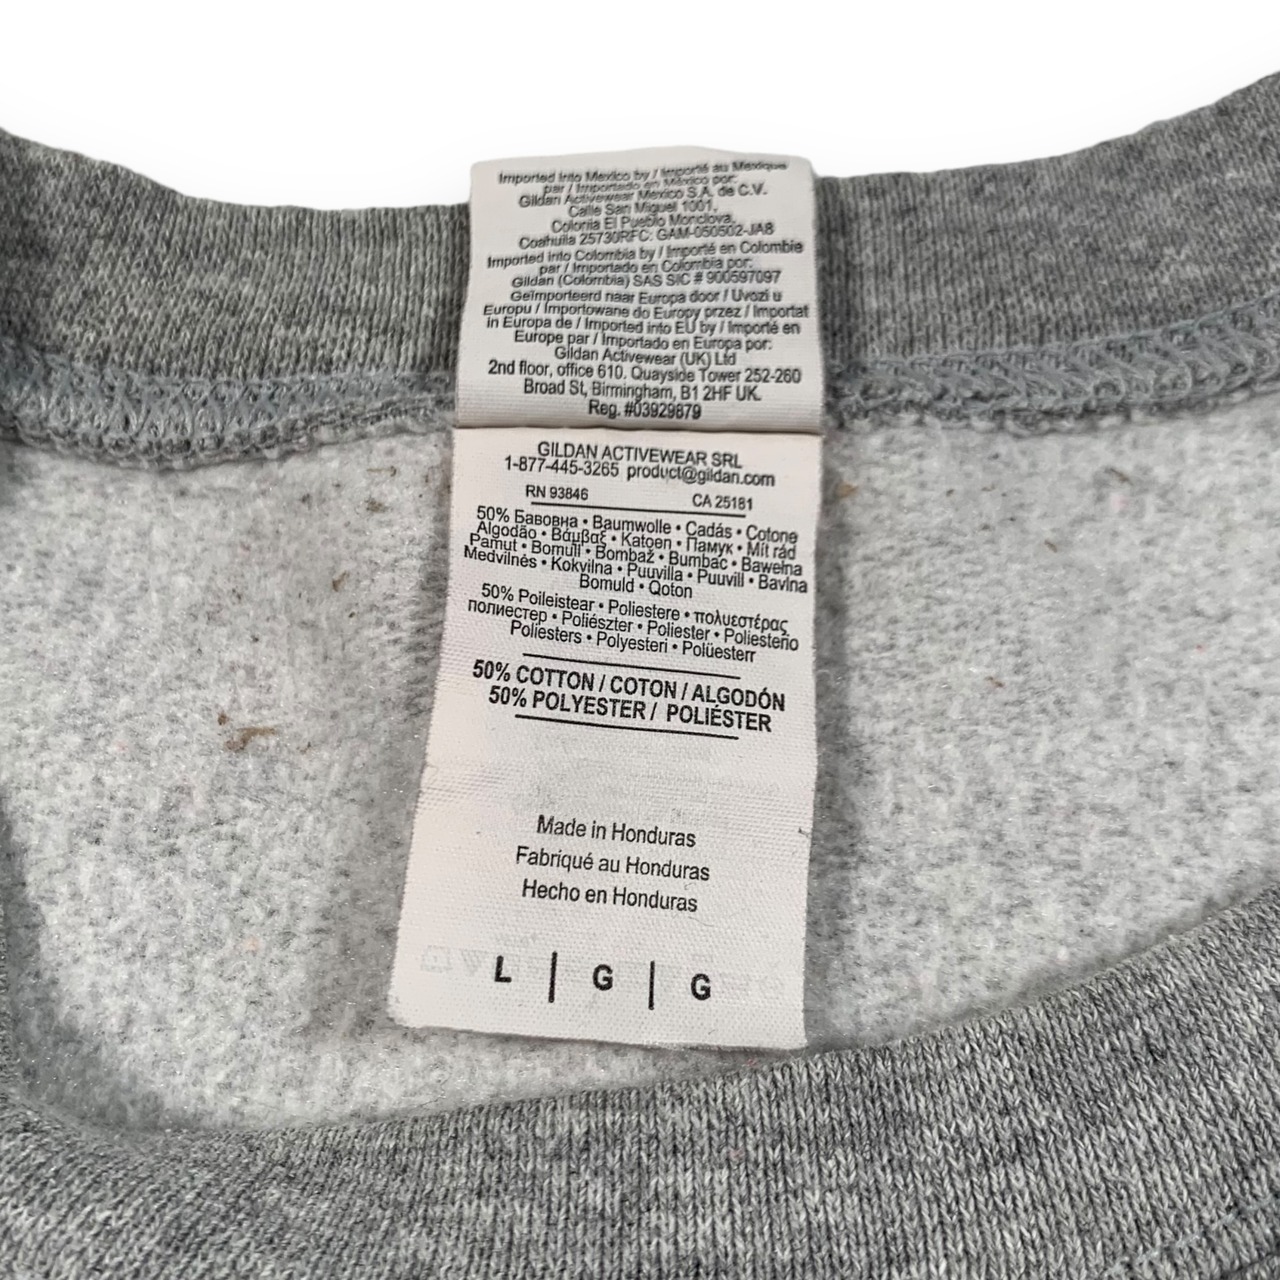 Imported into Mexico by / Importé au Mexique
par / Importado en México por:
Gildan Activewear Mexico S.A. de C.V.
Calle San Miguel 1001,
Colonia El Pueblo Monclova,
Coahuila 25730RFC: GAM-050502-JA8
Imported into Colombia by / Importé en Colombie
par / Importado en Colombia por:
Gildan (Colombia) SAS SIC # 900597097
Geïmporteerd naar Europa door / Uvozi u
Europu / Importowane do Europy przez / Importat
in Europa de / Imported into EU by / Importé en
Europe par / Importado en Europa por:
Gildan Activewear (UK) Ltd
2nd floor, office 610. Quayside Tower 252-260
Broad St, Birmingham, B1 2HF UK.
Reg. #03929879
GILDAN ACTIVEWEAR SRL
1-877-445-3265 product@gildan.com
RN 93846 CA 25181
50% Бавовна • Baumwolle • Cadás • Cotone
Algodão • Βάμβαξ • Katoen • Памук • Mit rád
Pamut • Bomull • Bombaž • Bumbac • Bawełna
Medvilnės • Kokvilna • Puuvilla • Puuvill • Bavlna
Bomuld • Qoton
50% Poileistear • Poliestere • πολυεστέρας
полиестер • Poliészter • Poliester • Poliesterio
Poliesters • Polyesteri • Polüesterr
50% COTTON / COTON / ALGODÓN
50% POLYESTER / POLIÉSTER
Made in Honduras
Fabriqué au Honduras
Hecho en Honduras
L | G | G